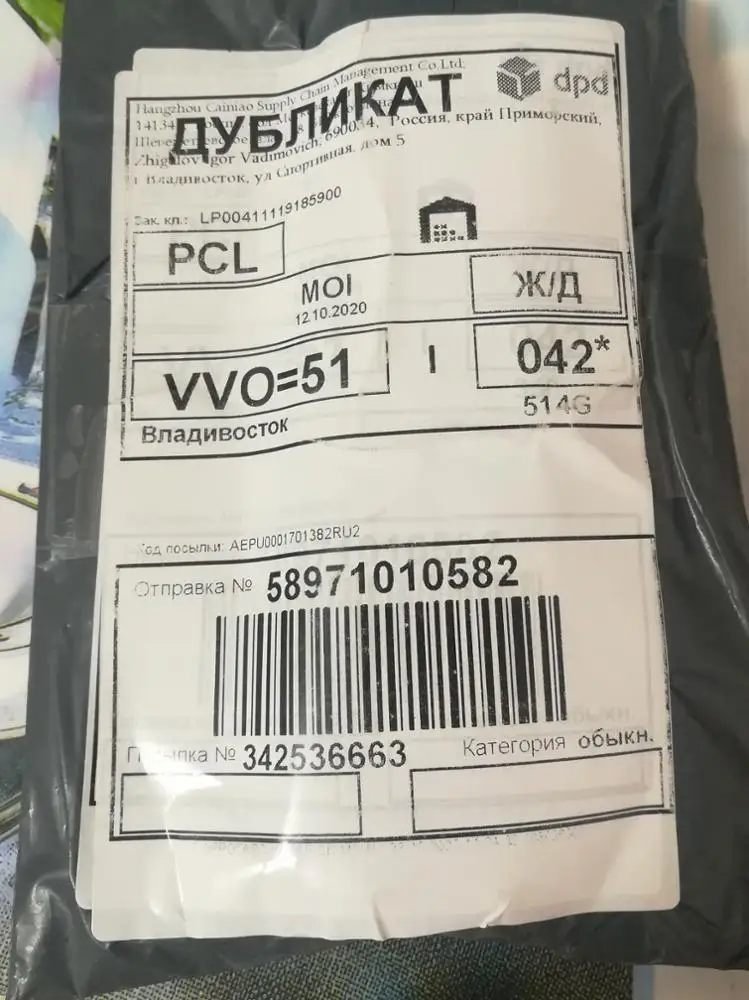 dpd
Hangzhou Cainiao Supply Chain Management Co.Ltd;
ДУБЛИКАТ
14134
Vadimovich, 690034, Россия, край Приморский,
г Владивосток, ул Спортивная, дом 5
Зак. кл.: LP00411119185900
PCL
MOI
Ж/Д
12.10.2020
VVO=51 I 042*
514G
Владивосток
Код посылки: AEPU0001701382RU2
Отправка № 58971010582
Посылка № 342536663 Категория обыкн.